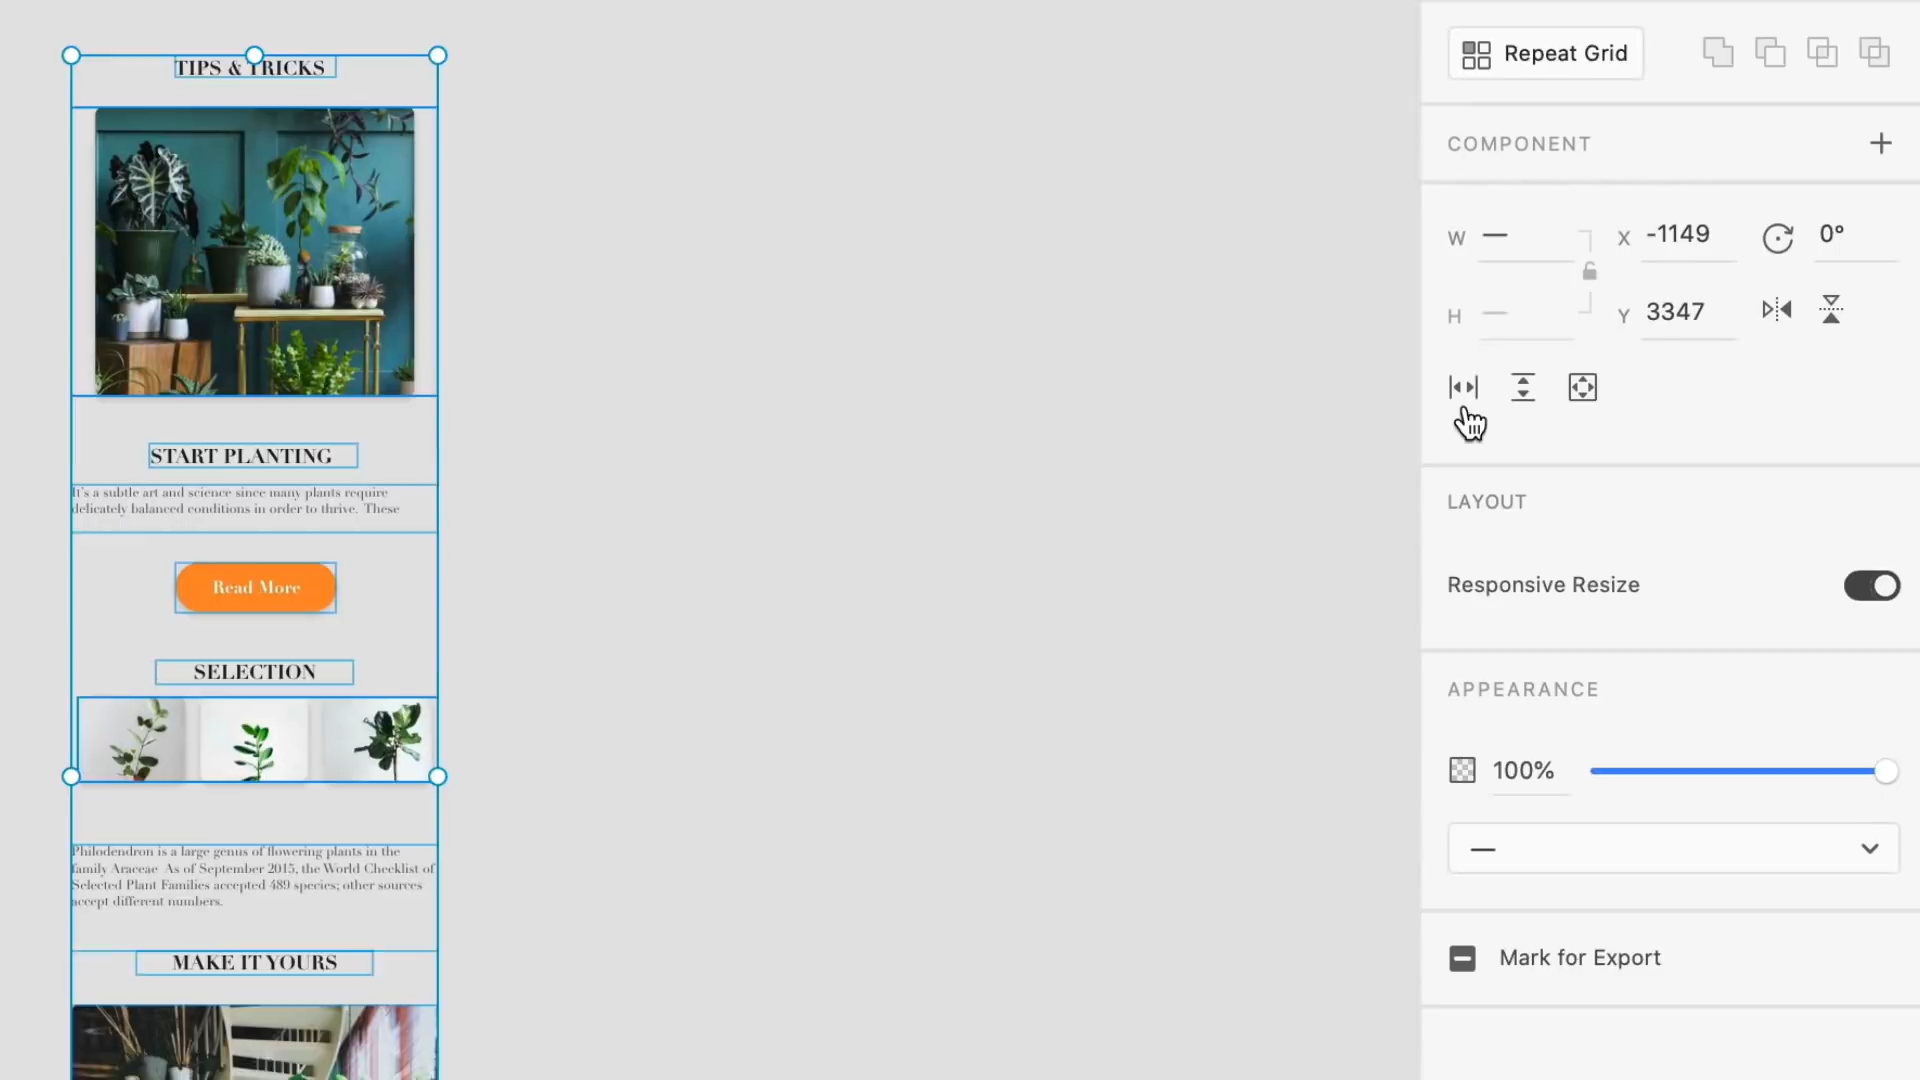 TIPS & TRICKS
START PLANTING
It's a subtle art and science since many plants require
delicately balanced conditions in order to thrive. These
Read More
SELECTION
Philodendron is a large genus of flowering plants in the
family Araceae As of September 2015, the World Checklist of
Selected Plant Families accepted 489 species; other sources
accept different numbers.
MAKE IT YOURS
Repeat Grid
COMPONENT
W — X -1149 0°
H — Y 3347
LAYOUT
Responsive Resize
APPEARANCE
100%
—
Mark for Export